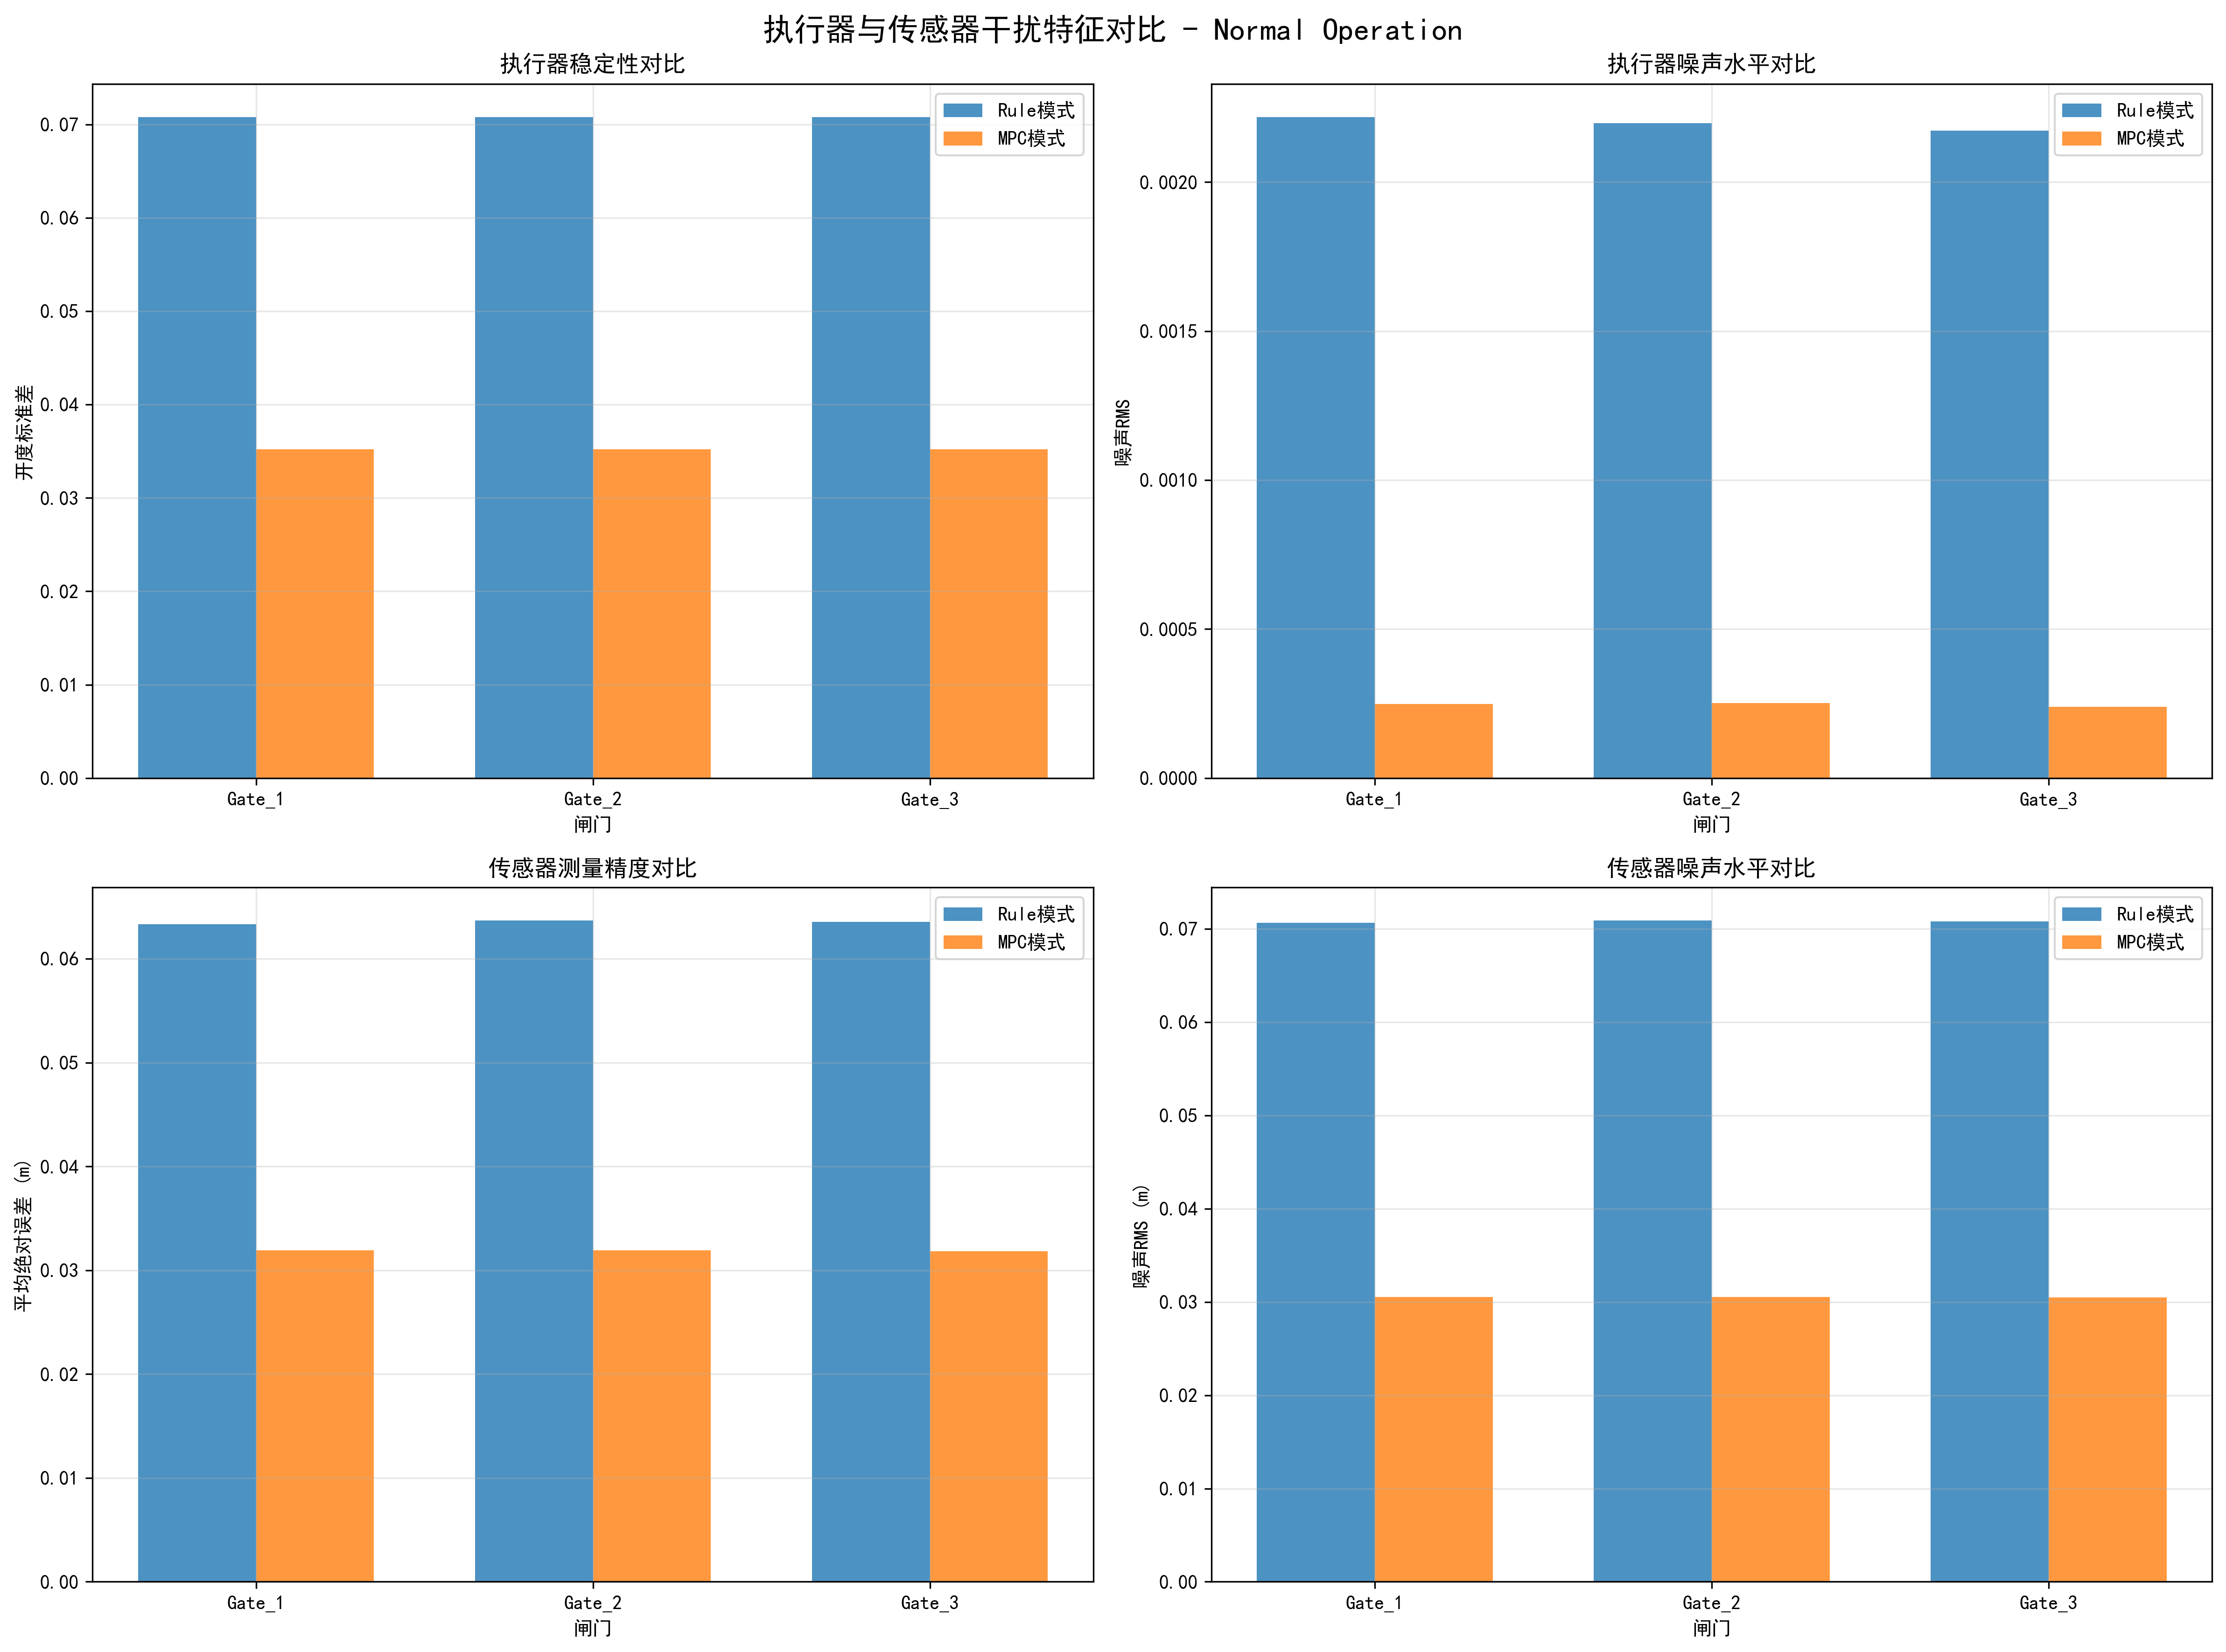 执行器与传感器干扰特征对比 - Normal Operation
执行器稳定性对比
Rule模式
MPC模式
开度标准差
0.07
0.06
0.05
0.04
0.03
0.02
0.01
0.00
Gate_1
Gate_2
Gate_3
闸门
执行器噪声水平对比
Rule模式
MPC模式
噪声RMS
0.0020
0.0015
0.0010
0.0005
0.0000
Gate_1
Gate_2
Gate_3
闸门
传感器测量精度对比
Rule模式
MPC模式
平均绝对误差 (m)
0.06
0.05
0.04
0.03
0.02
0.01
0.00
Gate_1
Gate_2
Gate_3
闸门
传感器噪声水平对比
Rule模式
MPC模式
噪声RMS (m)
0.07
0.06
0.05
0.04
0.03
0.02
0.01
0.00
Gate_1
Gate_2
Gate_3
闸门